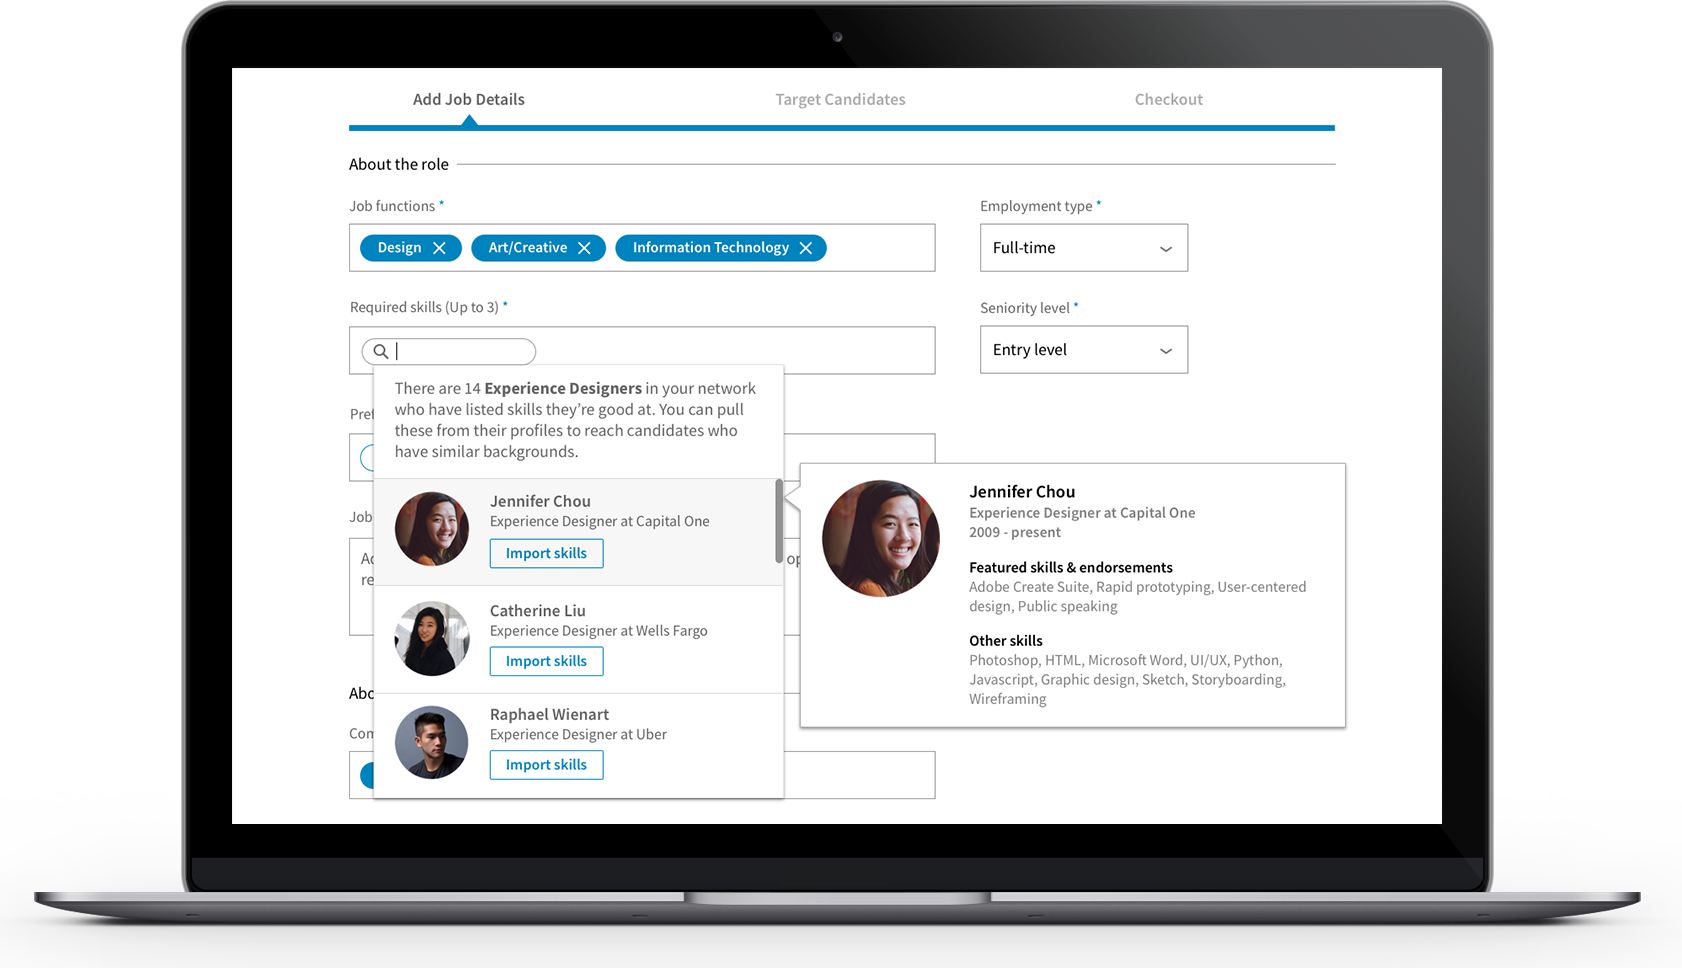 Add Job Details
Target Candidates
Checkout
About the role
Job functions *
Employment type *
Design
Art/Creative
Information Technology
Full-time
Required skills (Up to 3) *
Seniority level *
Entry level
There are 14 Experience Designers in your network
who have listed skills they’re good at. You can pull
these from their profiles to reach candidates who
have similar backgrounds.
Jennifer Chou
Experience Designer at Capital One
Import skills
Catherine Liu
Experience Designer at Wells Fargo
Import skills
Raphael Wienart
Experience Designer at Uber
Import skills
Jennifer Chou
Experience Designer at Capital One
2009 - present
Featured skills & endorsements
Adobe Create Suite, Rapid prototyping, User-centered
design, Public speaking
Other skills
Photoshop, HTML, Microsoft Word, UI/UX, Python,
Javascript, Graphic design, Sketch, Storyboarding,
Wireframing
Job